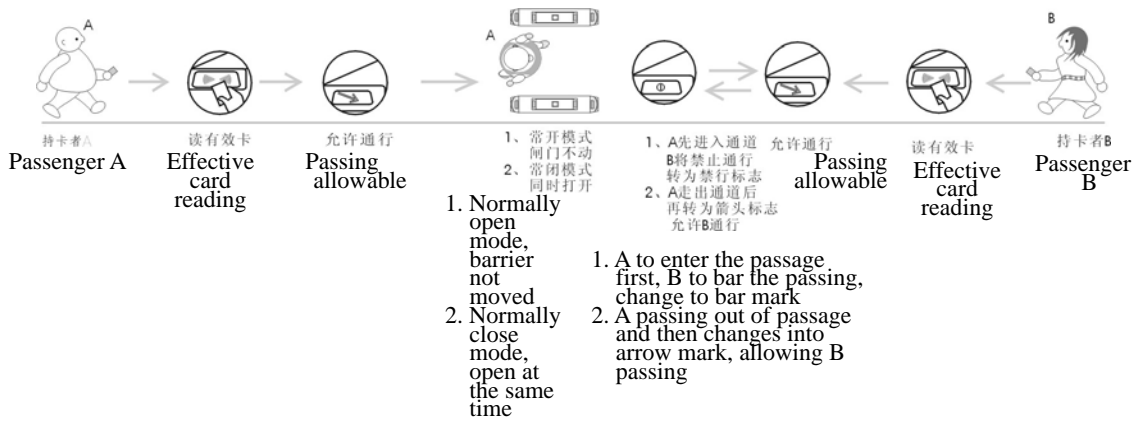 A
A
B
持卡者A
Passenger A
读有效卡
Effective
card
reading
允许通行
Passing
allowable
1、常开模式
闸门不动
2、常闭模式
同时打开
1. Normally
open
mode,
barrier
not
moved
2. Normally
close
mode,
open at
the same
time
1、A先进入通道
B将禁止通行
转为禁行标志
2、A走出通道后
再转为箭头标志
允许B通行
1. A to enter the passage
first, B to bar the passing,
change to bar mark
2. A passing out of passage
and then changes into
arrow mark, allowing B
passing
允许通行
Passing
allowable
读有效卡
Effective
card
reading
持卡者B
Passenger
B